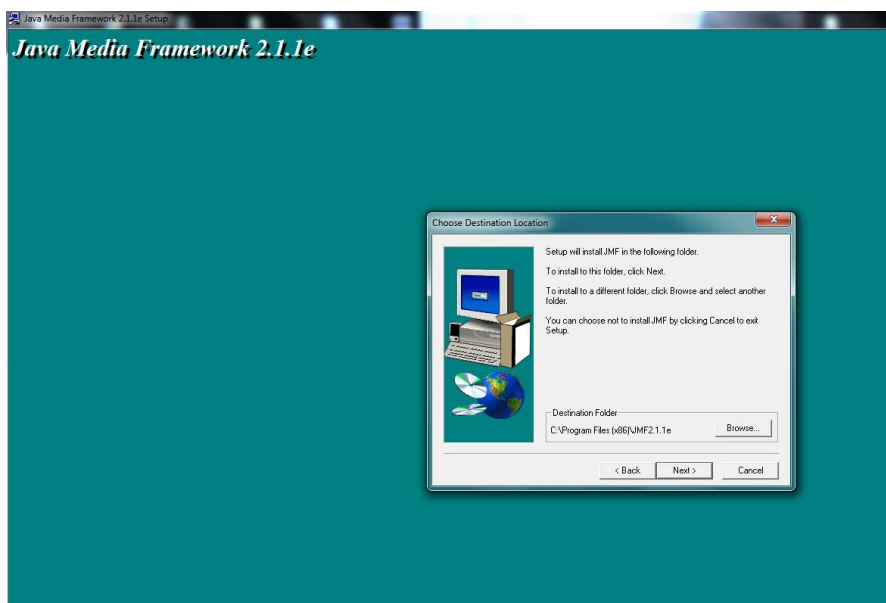 Java Media Framework 2.1.1e Setup
Java Media Framework 2.1.1e
Choose Destination Location
Setup will install JMF in the following folder.
To install to this folder, click Next.
To install to a different folder, click Browse and select another
folder.
You can choose not to install JMF by clicking Cancel to exit
Setup.
Destination Folder
C:\Program Files (x86)\JMF2.1.1e
Browse...
< Back
Next >
Cancel